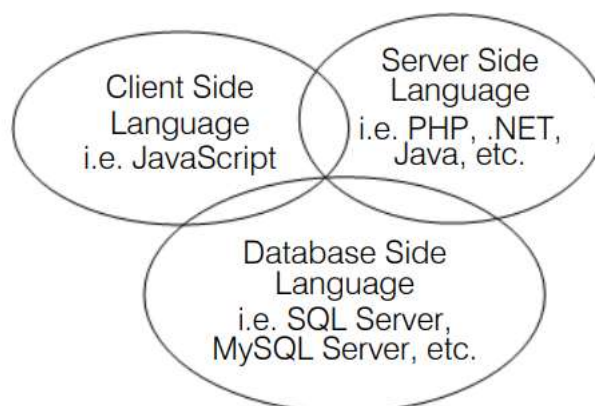 Client Side
Language
i.e. JavaScript
Server Side
Language
i.e. PHP, .NET,
Java, etc.
Database Side
Language
i.e. SQL Server,
MySQL Server, etc.